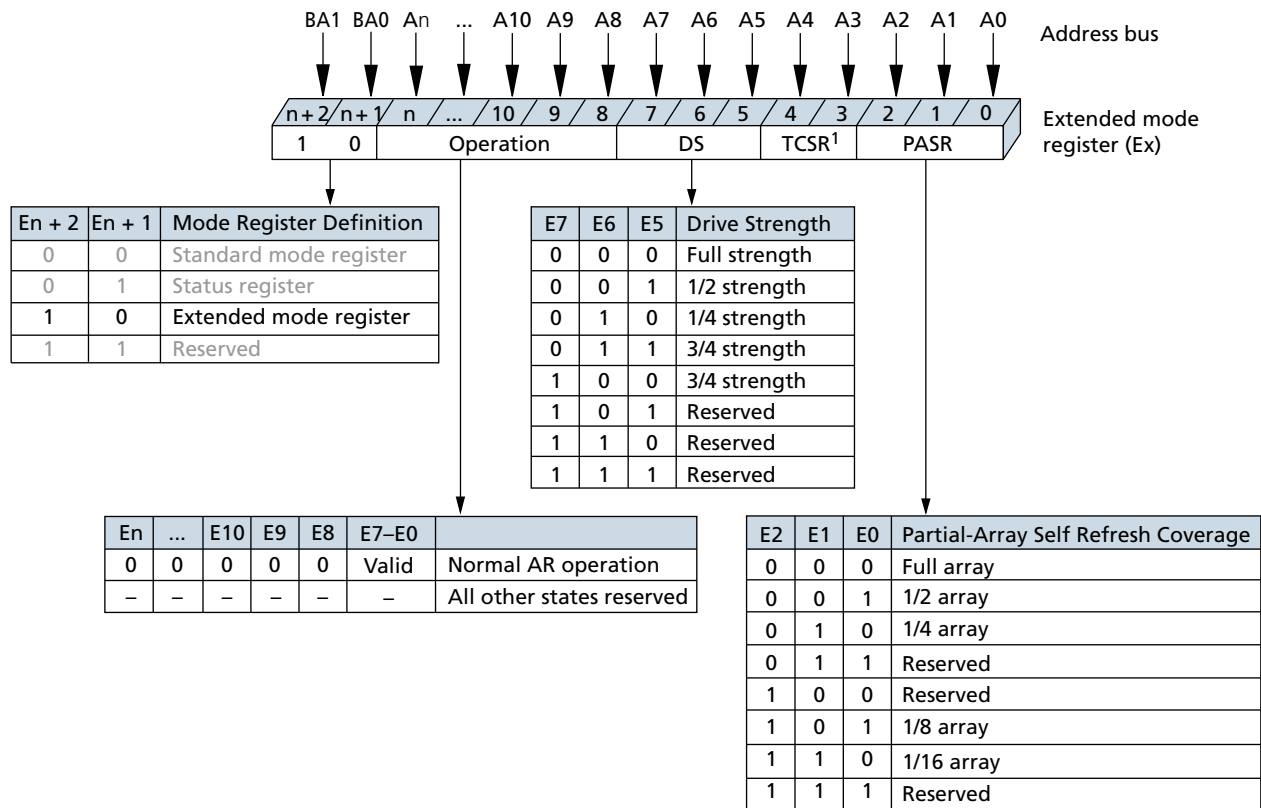 BA1 BA0 An ... A10 A9 A8 A7 A6 A5 A4 A3 A2 A1 A0 Address bus
n + 2 n + 1 n ... 10 9 8 7 6 5 4 3 2 1 0 Extended mode register (Ex)
1 0 Operation DS TCSR1 PASR
En + 2 En + 1 Mode Register Definition
0 0 Standard mode register
0 1 Status register
1 0 Extended mode register
1 1 Reserved
E7 E6 E5 Drive Strength
0 0 0 Full strength
0 0 1 1/2 strength
0 1 0 1/4 strength
0 1 1 3/4 strength
1 0 0 3/4 strength
1 0 1 Reserved
1 1 0 Reserved
1 1 1 Reserved
En ... E10 E9 E8 E7–E0
0 0 0 0 0 Valid Normal AR operation
– – – – – – All other states reserved
E2 E1 E0 Partial-Array Self Refresh Coverage
0 0 0 Full array
0 0 1 1/2 array
0 1 0 1/4 array
0 1 1 Reserved
1 0 0 Reserved
1 0 1 1/8 array
1 1 0 1/16 array
1 1 1 Reserved